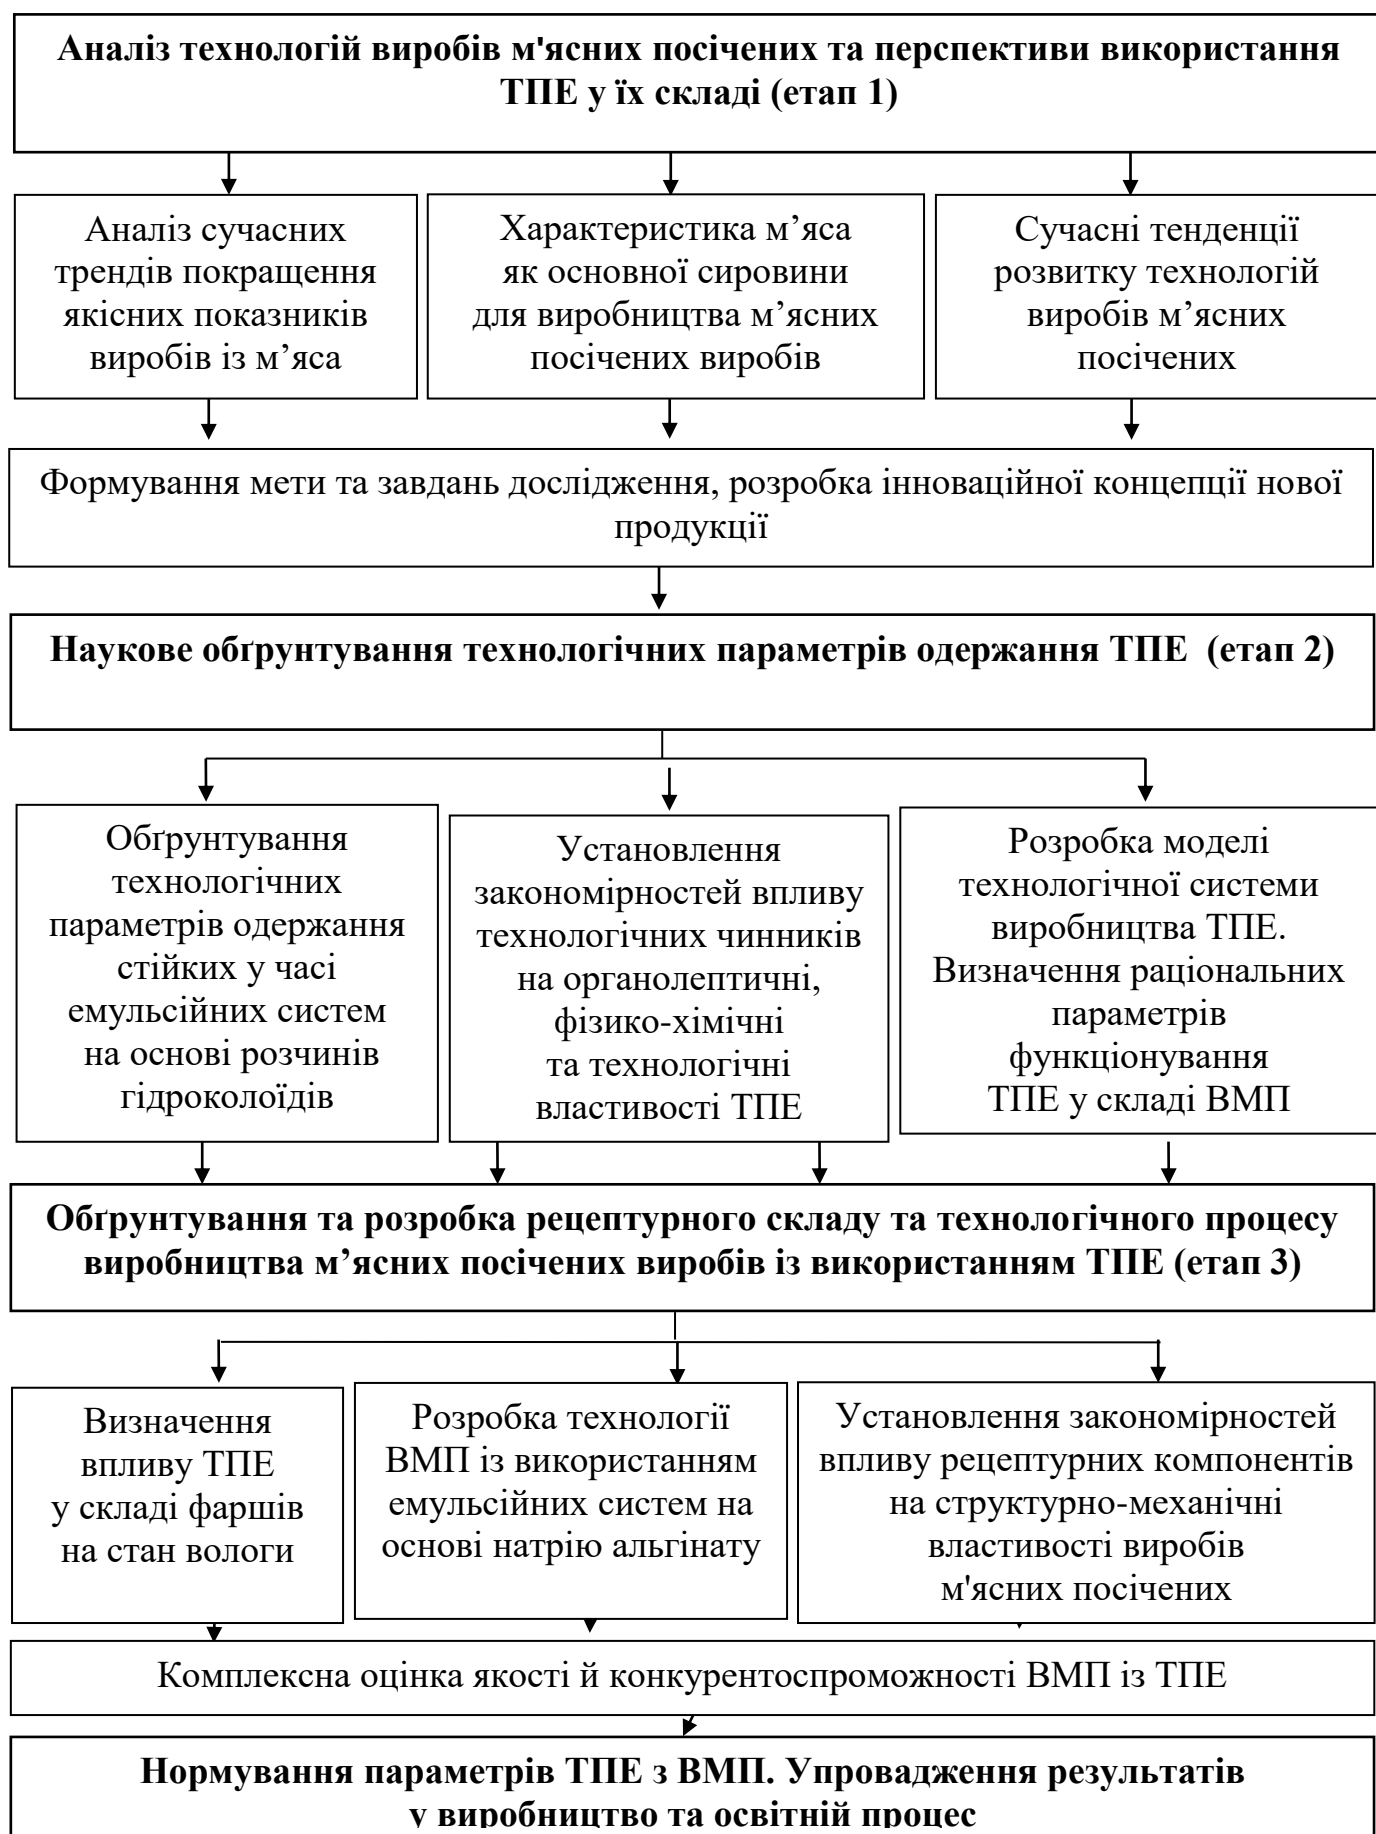 Аналіз технологій виробів м'ясних посічених та перспективи використання
ТПЕ у їх складі (етап 1)
Аналіз сучасних
трендів покращення
якісних показників
виробів із м’яса
Характеристика м’яса
як основної сировини
для виробництва м’ясних
посічених виробів
Сучасні тенденції
розвитку технологій
виробів м’ясних
посічених
Формування мети та завдань дослідження, розробка інноваційної концепції нової
продукції
Наукове обґрунтування технологічних параметрів одержання ТПЕ (етап 2)
Обґрунтування
технологічних
параметрів одержання
стійких у часі
емульсійних систем
на основі розчинів
гідроколоїдів
Установлення
закономірностей впливу
технологічних чинників
на органолептичні,
фізико-хімічні
та технологічні
властивості ТПЕ
Розробка моделі
технологічної системи
виробництва ТПЕ.
Визначення раціональних
параметрів
функціонування
ТПЕ у складі ВМП
Обґрунтування та розробка рецептурного складу та технологічного процесу
виробництва м’ясних посічених виробів із використанням ТПЕ (етап 3)
Визначення
впливу ТПЕ
у складі фаршів
на стан вологи
Розробка технології
ВМП із використанням
емульсійних систем на
основі натрію альгінату
Установлення закономірностей
впливу рецептурних компонентів
на структурно-механічні
властивості виробів
м'ясних посічених
Комплексна оцінка якості й конкурентоспроможності ВМП із ТПЕ
Нормування параметрів ТПЕ з ВМП. Упровадження результатів
у виробництво та освітній процес